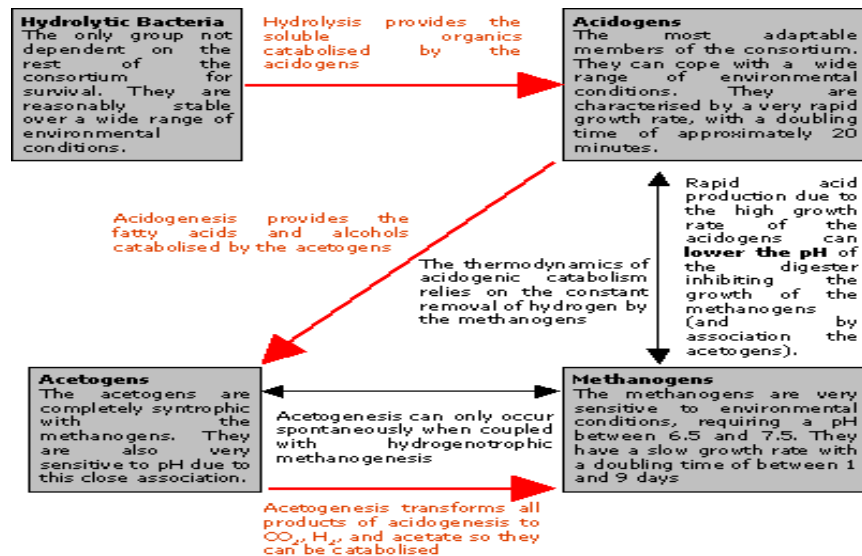 Hydrolytic Bacteria
The only group not
dependent on the
rest of the
consortium for
survival. They are
reasonably stable
over a wide range of
environmental
conditions.
Hydrolysis provides the
soluble organics
catabolised by the
acidogens
Acidogens
The most adaptable
members of the consortium.
They can cope with a wide
range of environmental
conditions. They are
characterised by a very rapid
growth rate, with a doubling
time of approximately 20
minutes.
Acidogenesis provides the
fatty acids and alcohols
catabolised by the acetogens
The thermodynamics of
acidogenic catabolism
relies on the constant
removal of hydrogen by
the methanogens
Rapid acid
production due to
the high growth
rate of the
acidogens can
lower the pH of
the digester
inhibiting the
growth of the
methanogens
(and by
association the
acetogens).
Acetogens
The acetogens are
completely syntrophic
with the
methanogens. They
are also very
sensitive to pH due to
this close association.
Acetogenesis can only occur
spontaneously when coupled
with hydrogenotrophic
methanogenesis
Methanogens
The methanogens are very
sensitive to environmental
conditions, requiring a pH
between 6.5 and 7.5. They
have a slow growth rate with
a doubling time of between 1
and 9 days
Acetogenesis transforms all
products of acidogenesis to
CO₂, H₂, and acetate so they
can be catabolised